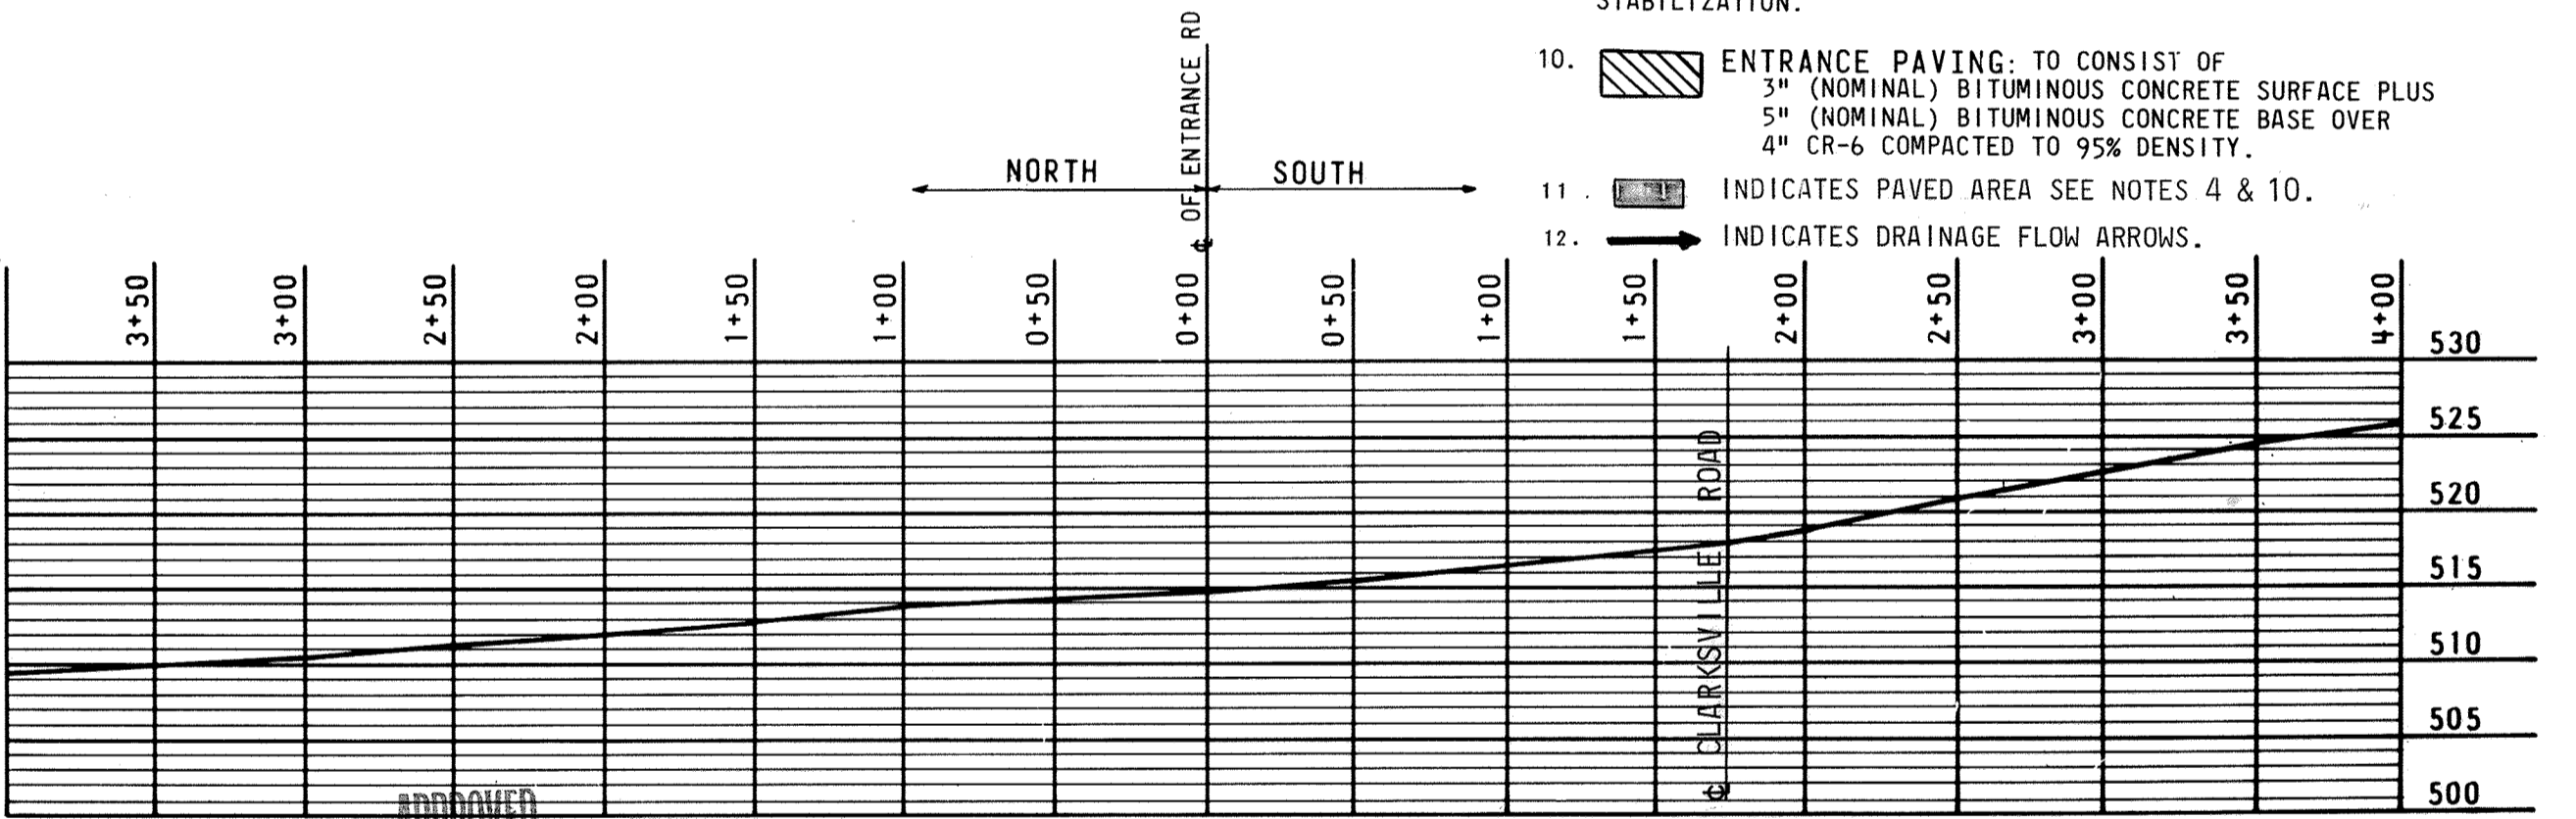 STABILIZATION.
10. ENTRANCE PAVING: TO CONSIST OF
3" (NOMINAL) BITUMINOUS CONCRETE SURFACE PLUS
5" (NOMINAL) BITUMINOUS CONCRETE BASE OVER
4" CR-6 COMPACTED TO 95% DENSITY.
11. INDICATES PAVED AREA SEE NOTES 4 & 10.
12. INDICATES DRAINAGE FLOW ARROWS.
℄ OF ENTRANCE RD
NORTH
SOUTH
3+50
3+00
2+50
2+00
1+50
1+00
0+50
0+00
0+50
1+00
1+50
2+00
2+50
3+00
3+50
4+00
530
525
520
515
510
505
500
℄ CLARKSVILLE ROAD
APPROVED